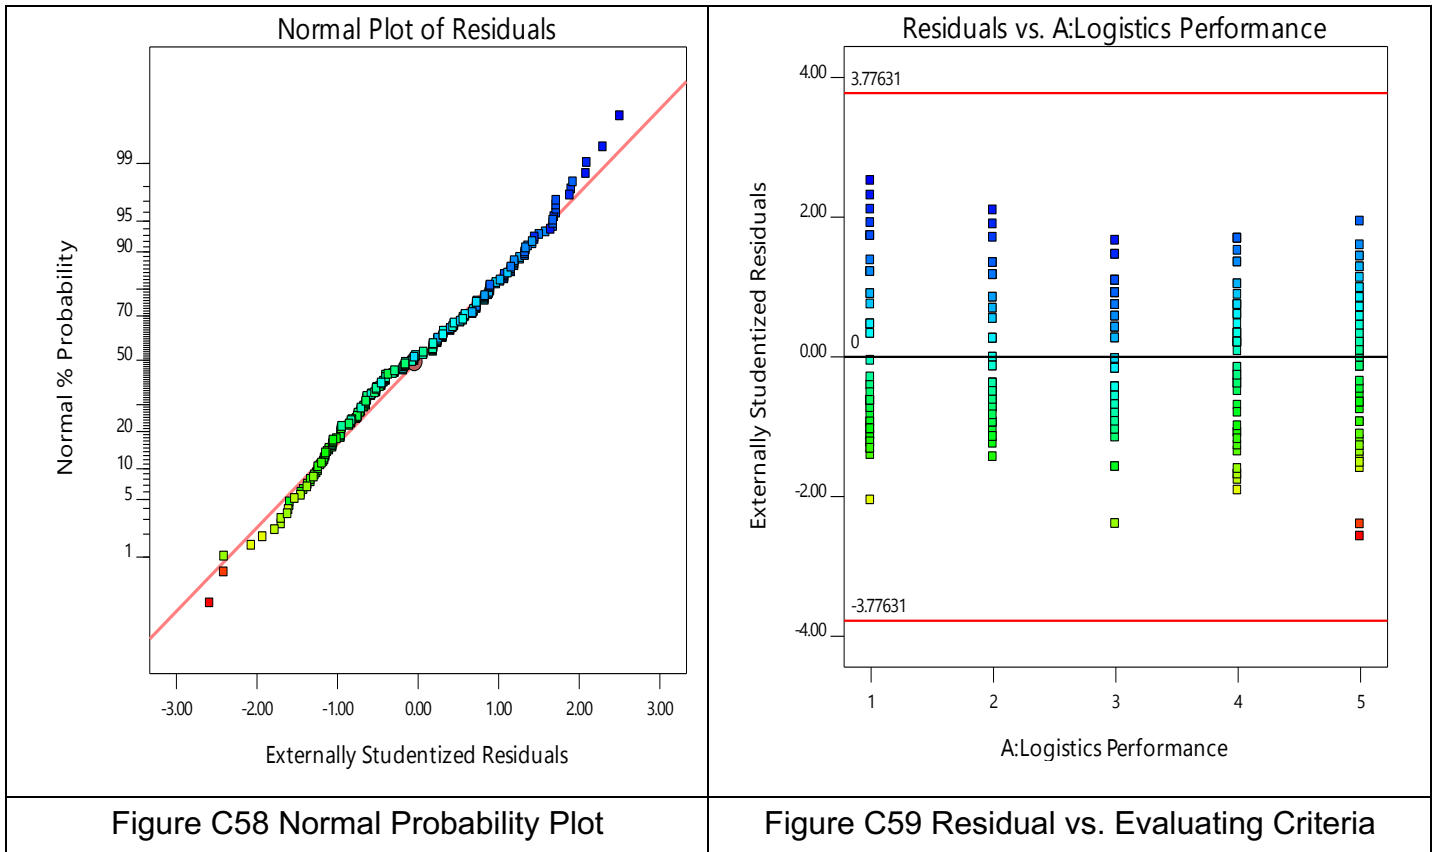 Normal Plot of Residuals
Normal % Probability
99
95
90
70
50
20
10
5
1
-3.00 -2.00 -1.00 0.00 1.00 2.00 3.00
Externally Studentized Residuals
Residuals vs. A:Logistics Performance
Externally Studentized Residuals
4.00
3.77631
2.00
0
0.00
-2.00
-3.77631
-4.00
1 2 3 4 5
A:Logistics Performance
Figure C58 Normal Probability Plot
Figure C59 Residual vs. Evaluating Criteria